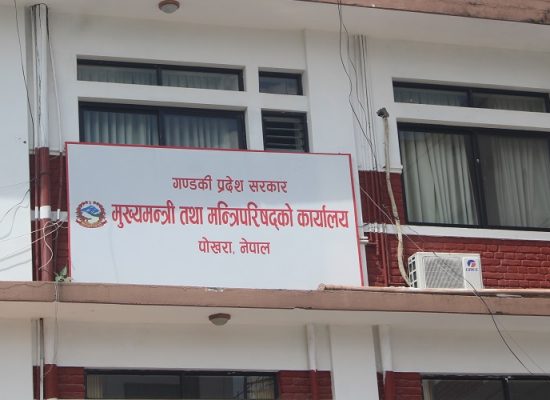 गण्डकी प्रदेश सरकार
मुख्यमन्त्री तथा मन्त्रिपरिषद्को कार्यालय
पोखरा, नेपाल